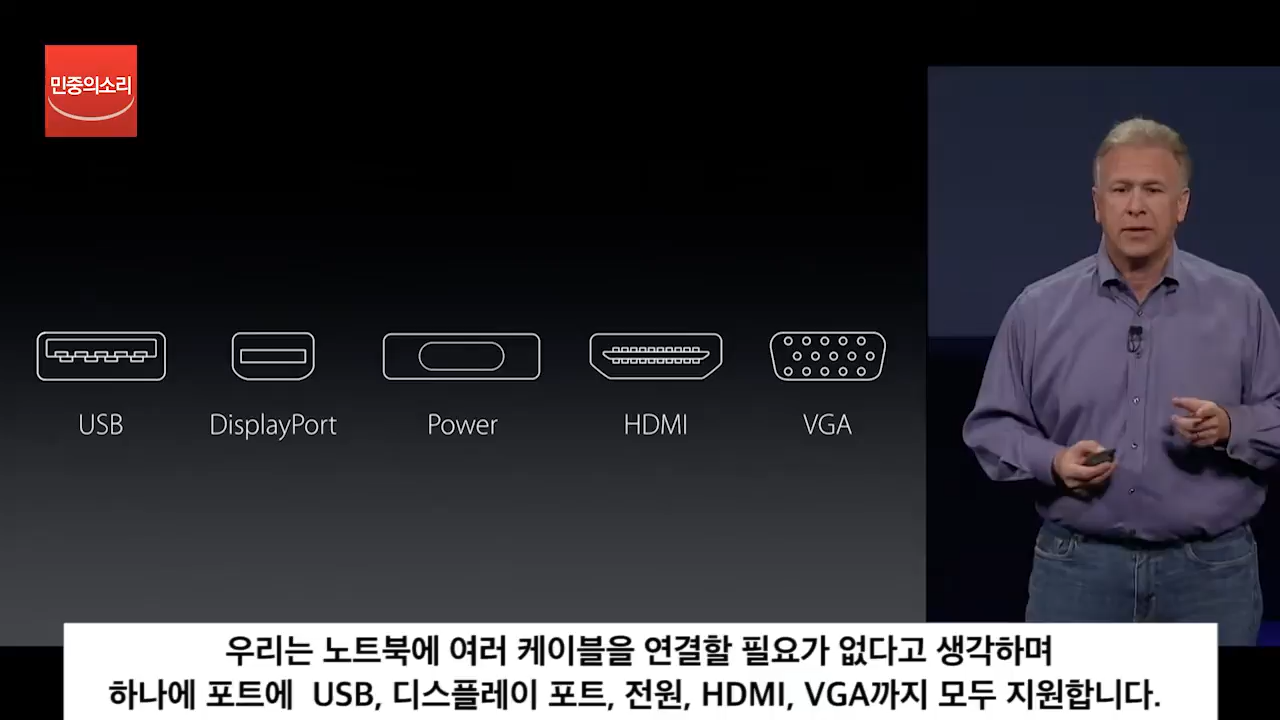 민중의소리
USB
DisplayPort
Power
HDMI
VGA
우리는 노트북에 여러 케이블을 연결할 필요가 없다고 생각하며
하나에 포트에 USB, 디스플레이 포트, 전원, HDMI, VGA까지 모두 지원합니다.